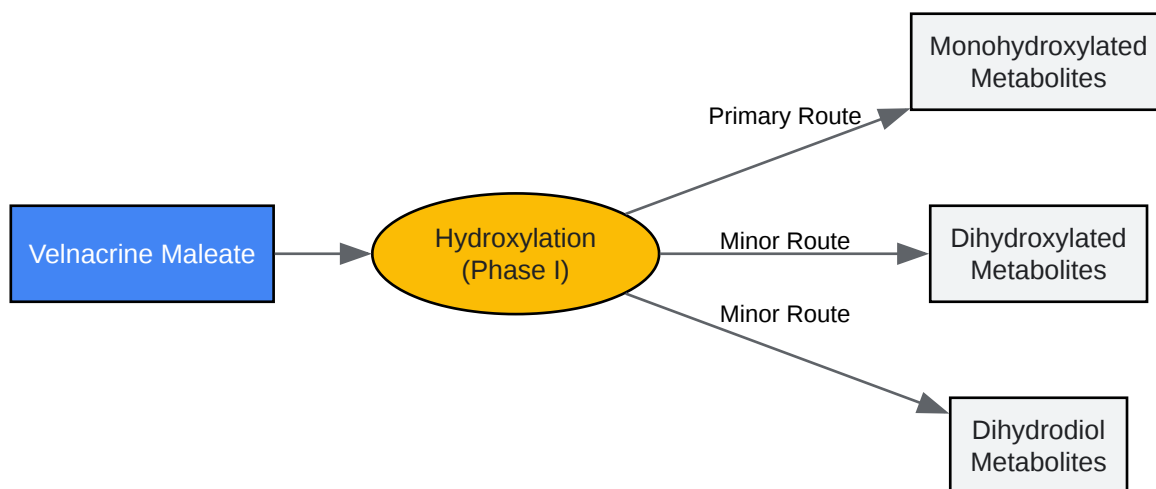 Monohydroxylated
Metabolites
Primary Route
Velnacrine Maleate
Hydroxylation
(Phase I)
Minor Route
Dihydroxylated
Metabolites
Minor Route
Dihydrodiol
Metabolites